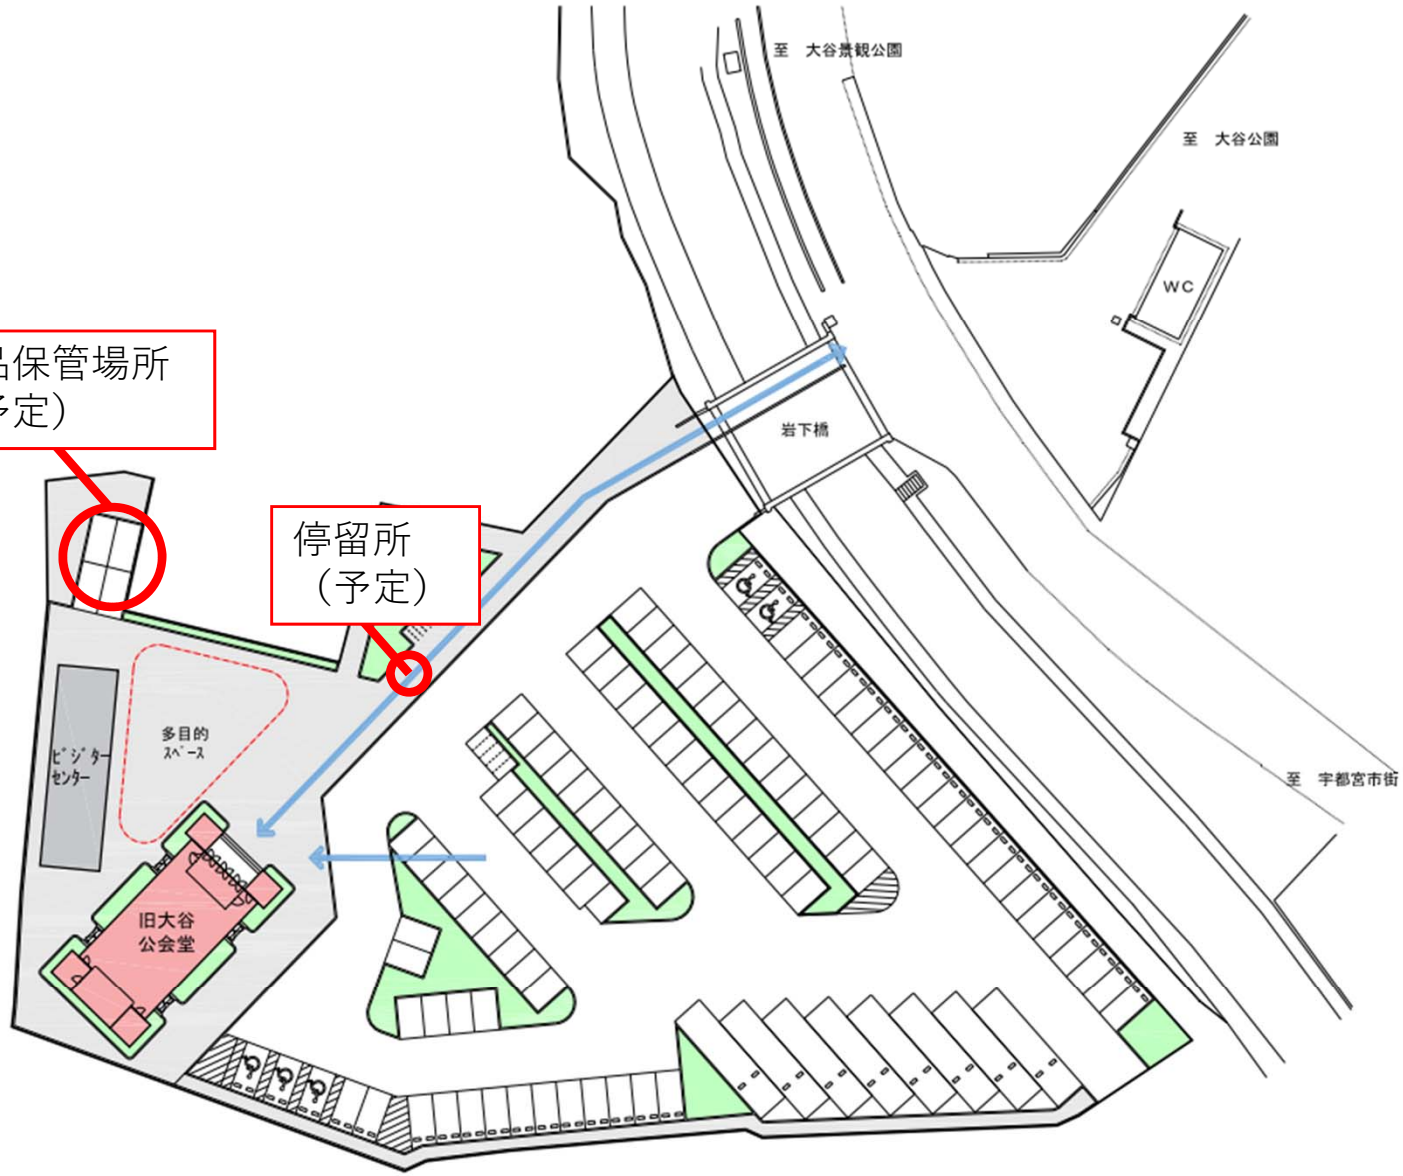 至 大谷景観公園
至 大谷公園
WC
品保管場所
予定）
岩下橋
停留所
（予定）
多目的
スペース
ビジター
センター
至 宇都宮市街
旧大谷
公会堂